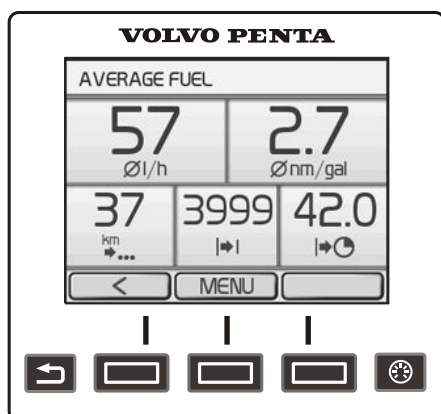 VOLVO PENTA
AVERAGE FUEL
57 2.7
Øl/h Ønm/gal
37 3999 42.0
km
< MENU